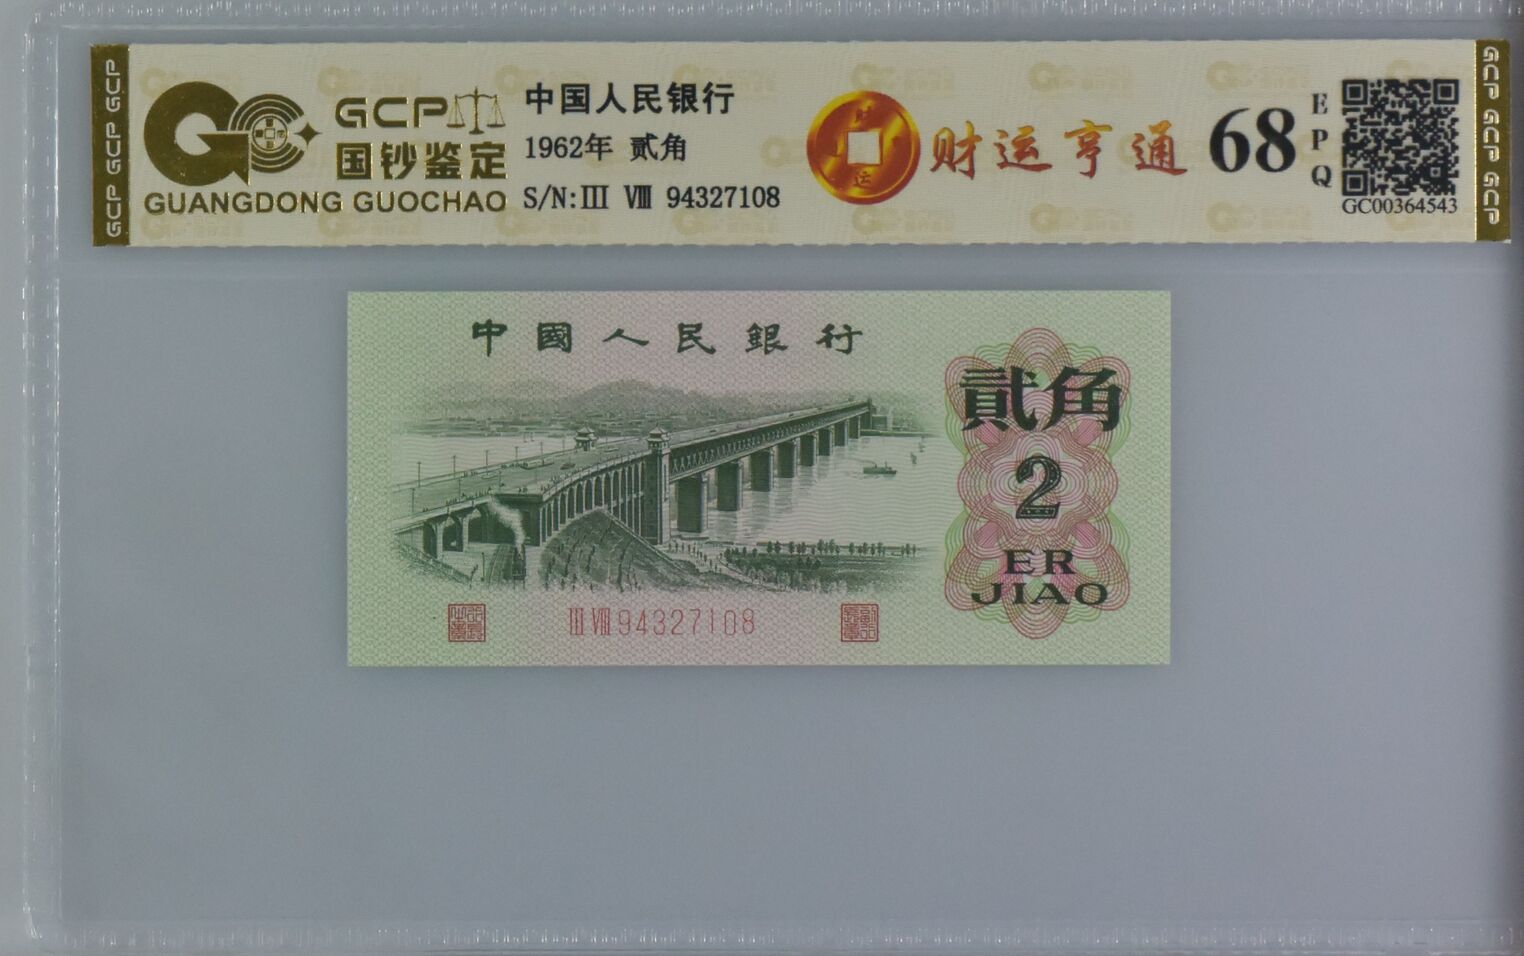 GCP GCP GCP
GCP
国钞鉴定
GUANGDONG GUOCHAO
中国人民银行
1962年 贰角
S/N:III VIII 94327108
财
运
财运亨通
68
E
P
Q
GC00364543
GCP GCP GCP
中國人民銀行
貳角
2
ER
JIAO
III VIII 94327108